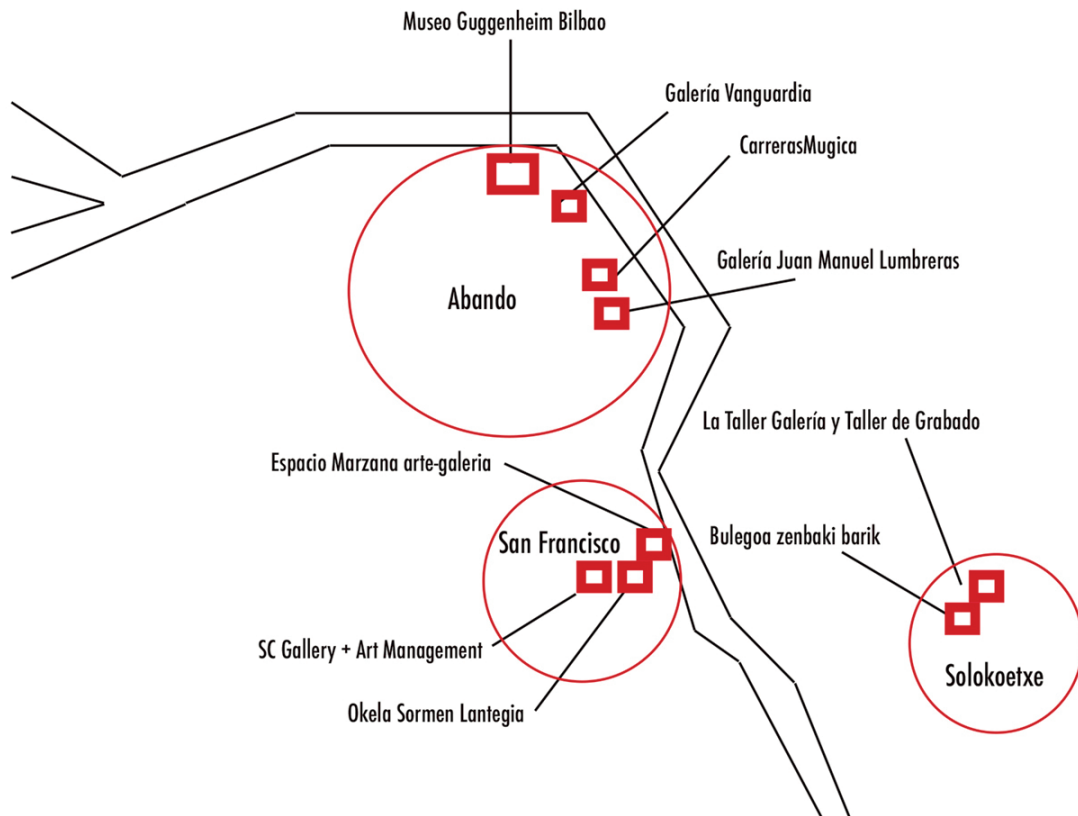 Museo Guggenheim Bilbao
Galería Vanguardia
CarrerasMugica
Galería Juan Manuel Lumbreras
Abando
La Taller Galería y Taller de Grabado
Espacio Marzana arte-galeria
Bulegoa zenbaki barik
San Francisco
SC Gallery + Art Management
Solokoetxe
Okela Sormen Lantegia